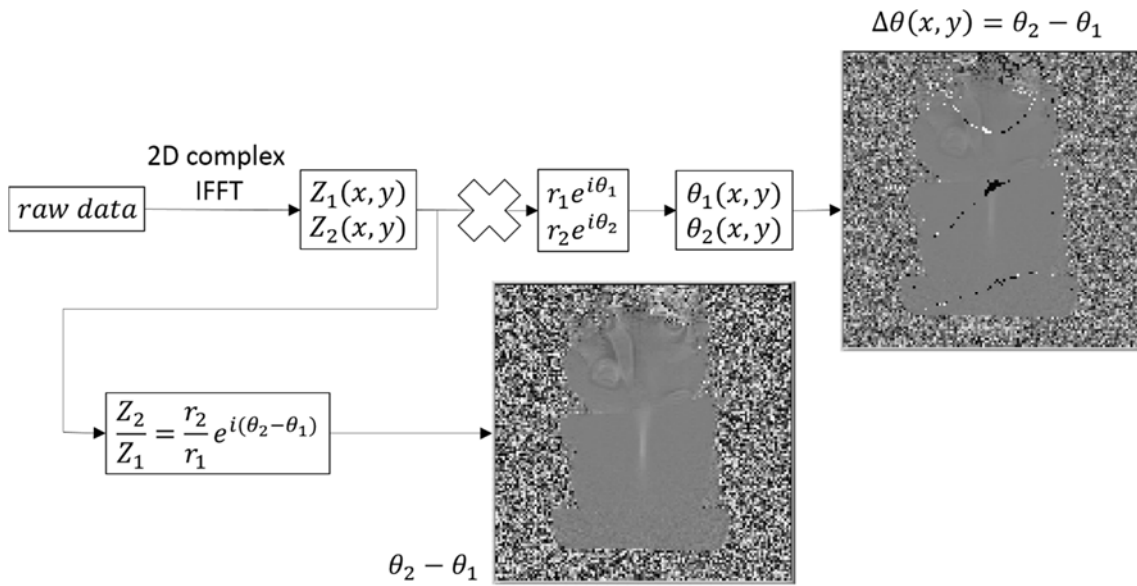 Δθ(x, y) = θ₂ − θ₁
2D complex
IFFT
raw data
Z₁(x, y)
Z₂(x, y)
r₁e^{iθ₁}
r₂e^{iθ₂}
θ₁(x, y)
θ₂(x, y)
Z₂/Z₁ = r₂/r₁ e^{i(θ₂−θ₁)}
θ₂ − θ₁